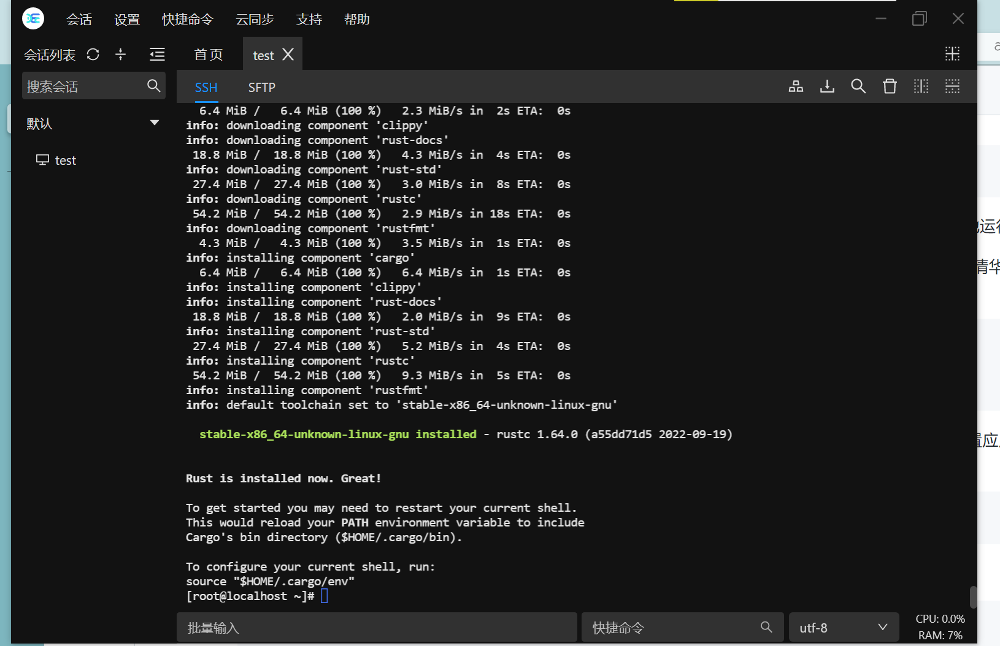 会话 设置 快捷命令 云同步 支持 帮助
会话列表
首页
test
搜索会话
SSH
SFTP
默认
test
6.4 MiB /   6.4 MiB (100 %)   2.3 MiB/s in  2s ETA:  0s
info: downloading component 'clippy'
info: downloading component 'rust-docs'
18.8 MiB /  18.8 MiB (100 %)   4.3 MiB/s in  4s ETA:  0s
info: downloading component 'rust-std'
27.4 MiB /  27.4 MiB (100 %)   3.0 MiB/s in  8s ETA:  0s
info: downloading component 'rustc'
54.2 MiB /  54.2 MiB (100 %)   2.9 MiB/s in 18s ETA:  0s
info: downloading component 'rustfmt'
4.3 MiB /   4.3 MiB (100 %)   3.5 MiB/s in  1s ETA:  0s
info: installing component 'cargo'
6.4 MiB /   6.4 MiB (100 %)   6.4 MiB/s in  1s ETA:  0s
info: installing component 'clippy'
info: installing component 'rust-docs'
18.8 MiB /  18.8 MiB (100 %)   2.0 MiB/s in  9s ETA:  0s
info: installing component 'rust-std'
27.4 MiB /  27.4 MiB (100 %)   5.2 MiB/s in  4s ETA:  0s
info: installing component 'rustc'
54.2 MiB /  54.2 MiB (100 %)   9.3 MiB/s in  5s ETA:  0s
info: installing component 'rustfmt'
info: default toolchain set to 'stable-x86_64-unknown-linux-gnu'
stable-x86_64-unknown-linux-gnu installed - rustc 1.64.0 (a55dd71d5 2022-09-19)
Rust is installed now. Great!
To get started you may need to restart your current shell.
This would reload your PATH environment variable to include
Cargo's bin directory ($HOME/.cargo/bin).
To configure your current shell, run:
source "$HOME/.cargo/env"
[root@localhost ~]#
批量输入
快捷命令
utf-8
CPU: 0.0%
RAM: 7%